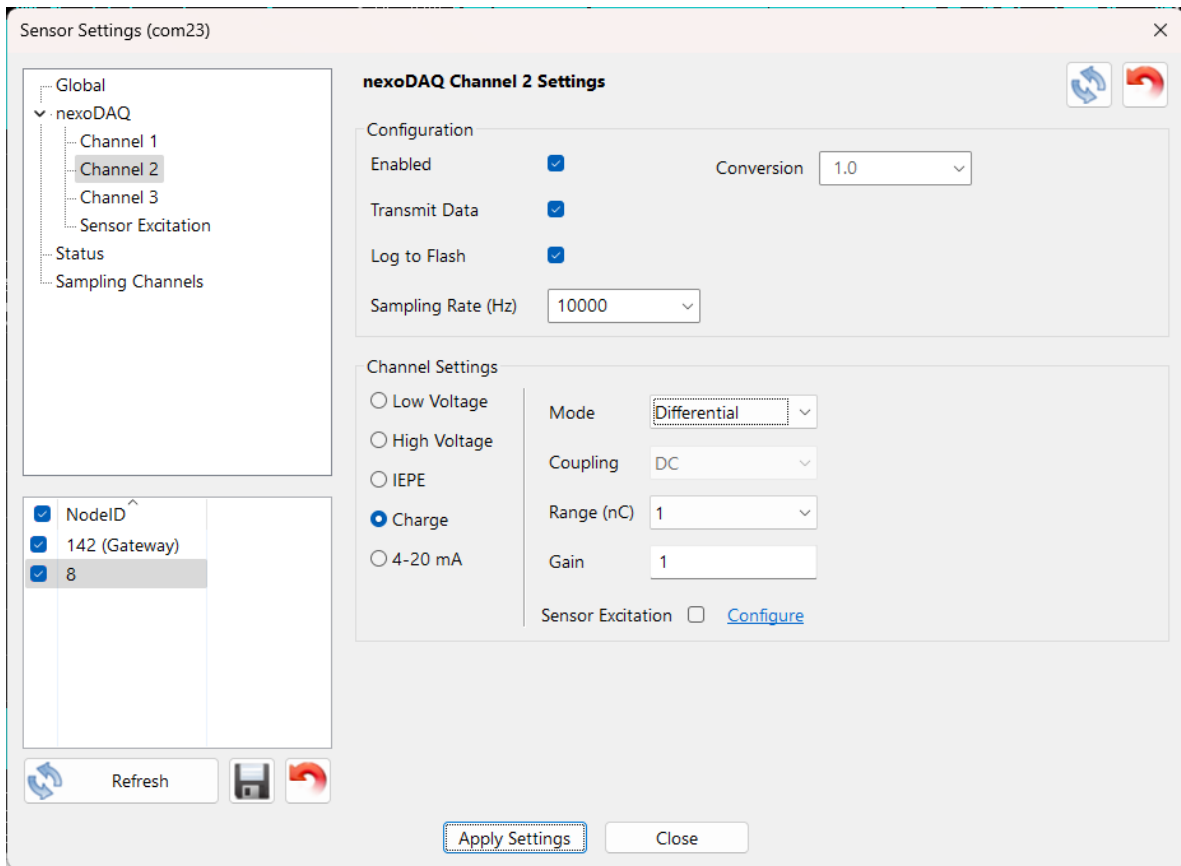 Sensor Settings (com23)
Global
nexoDAQ
Channel 1
Channel 2
Channel 3
Sensor Excitation
Status
Sampling Channels
NodeID
142 (Gateway)
8
Refresh
nexoDAQ Channel 2 Settings
Configuration
Enabled
Conversion 1.0
Transmit Data
Log to Flash
Sampling Rate (Hz) 10000
Channel Settings
Low Voltage
High Voltage
IEPE
Charge
4-20 mA
Mode Differential
Coupling DC
Range (nC) 1
Gain 1
Sensor Excitation Configure
Apply Settings Close